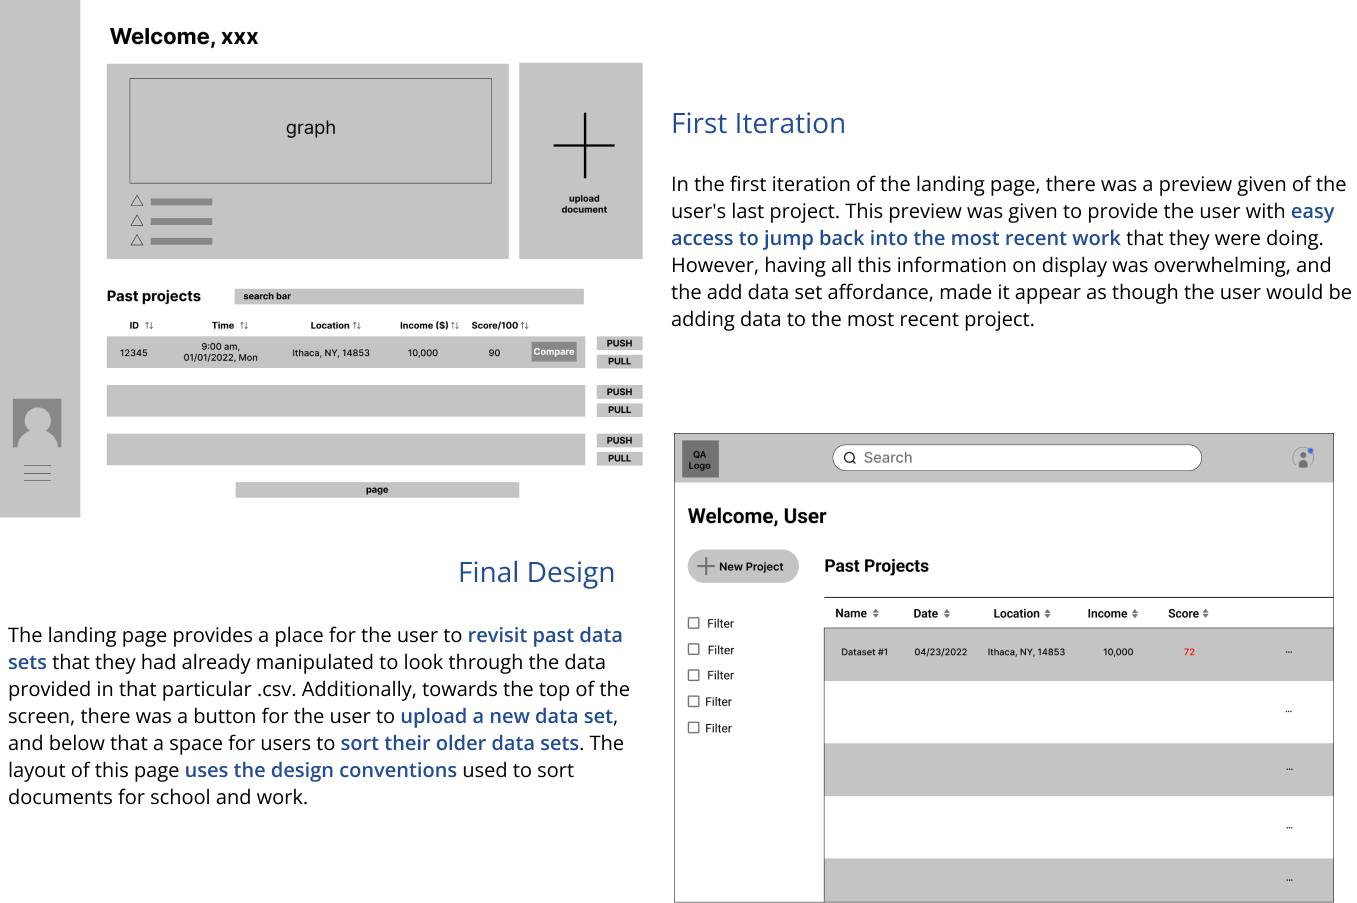 Welcome, xxx
graph
upload
document
Past projects
search bar
ID Time Location Income ($) Score/100
12345 9:00 am, 01/01/2022, Mon Ithaca, NY, 14853 10,000 90 Compare
PUSH
PULL
PUSH
PULL
PUSH
PULL
page
First Iteration
In the first iteration of the landing page, there was a preview given of the
user's last project. This preview was given to provide the user with easy
access to jump back into the most recent work that they were doing.
However, having all this information on display was overwhelming, and
the add data set affordance, made it appear as though the user would be
adding data to the most recent project.
Final Design
The landing page provides a place for the user to revisit past data
sets that they had already manipulated to look through the data
provided in that particular .csv. Additionally, towards the top of the
screen, there was a button for the user to upload a new data set,
and below that a space for users to sort their older data sets. The
layout of this page uses the design conventions used to sort
documents for school and work.
QA
Logo
Search
Welcome, User
New Project
Filter
Filter
Filter
Filter
Filter
Past Projects
Name Date Location Income Score
Dataset #1 04/23/2022 Ithaca, NY, 14853 10,000 72 ...
...
...
...
...